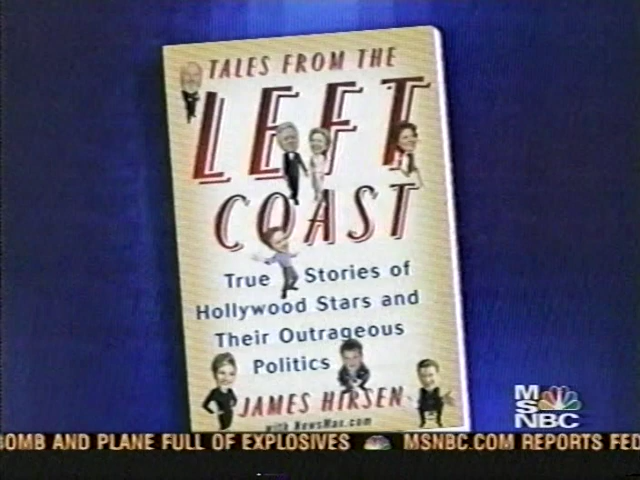 TALES FROM THE
LEFT
COAST
True Stories of
Hollywood Stars and
Their Outrageous
Politics
JAMES HIRSEN
with NewsMax.com
MSNBC
OMB AND PLANE FULL OF EXPLOSIVES MSNBC.COM REPORTS FED